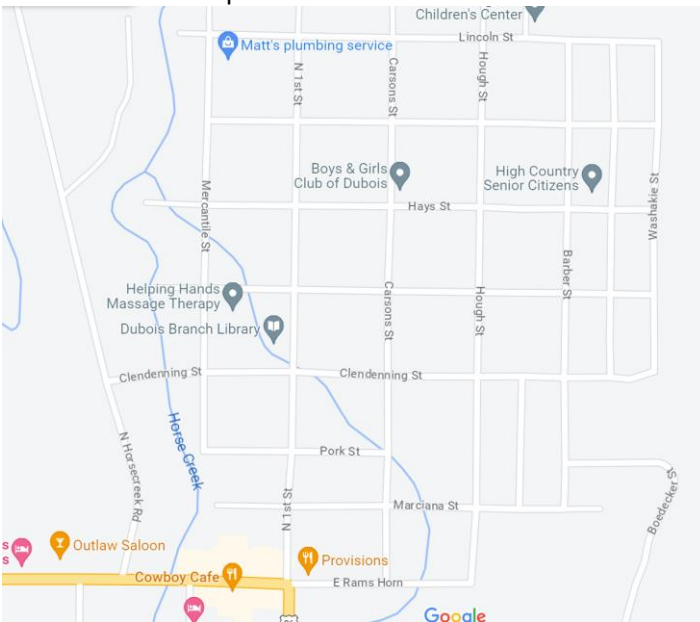 Children's Center
Lincoln St
Matt's plumbing service
N 1st St
Carsons St
Hough St
Boys & Girls
Club of Dubois
High Country
Senior Citizens
Washakie St
Mercantile St
Hays St
Barber St
Helping Hands
Massage Therapy
Carsons St
Hough St
Dubois Branch Library
Clendenning St
Clendenning St
Horse Creek
N Horsecreek Rd
Pork St
N 1st St
Marciana St
Boedecker St
s
s
Outlaw Saloon
Provisions
Cowboy Cafe
E Rams Horn
Google